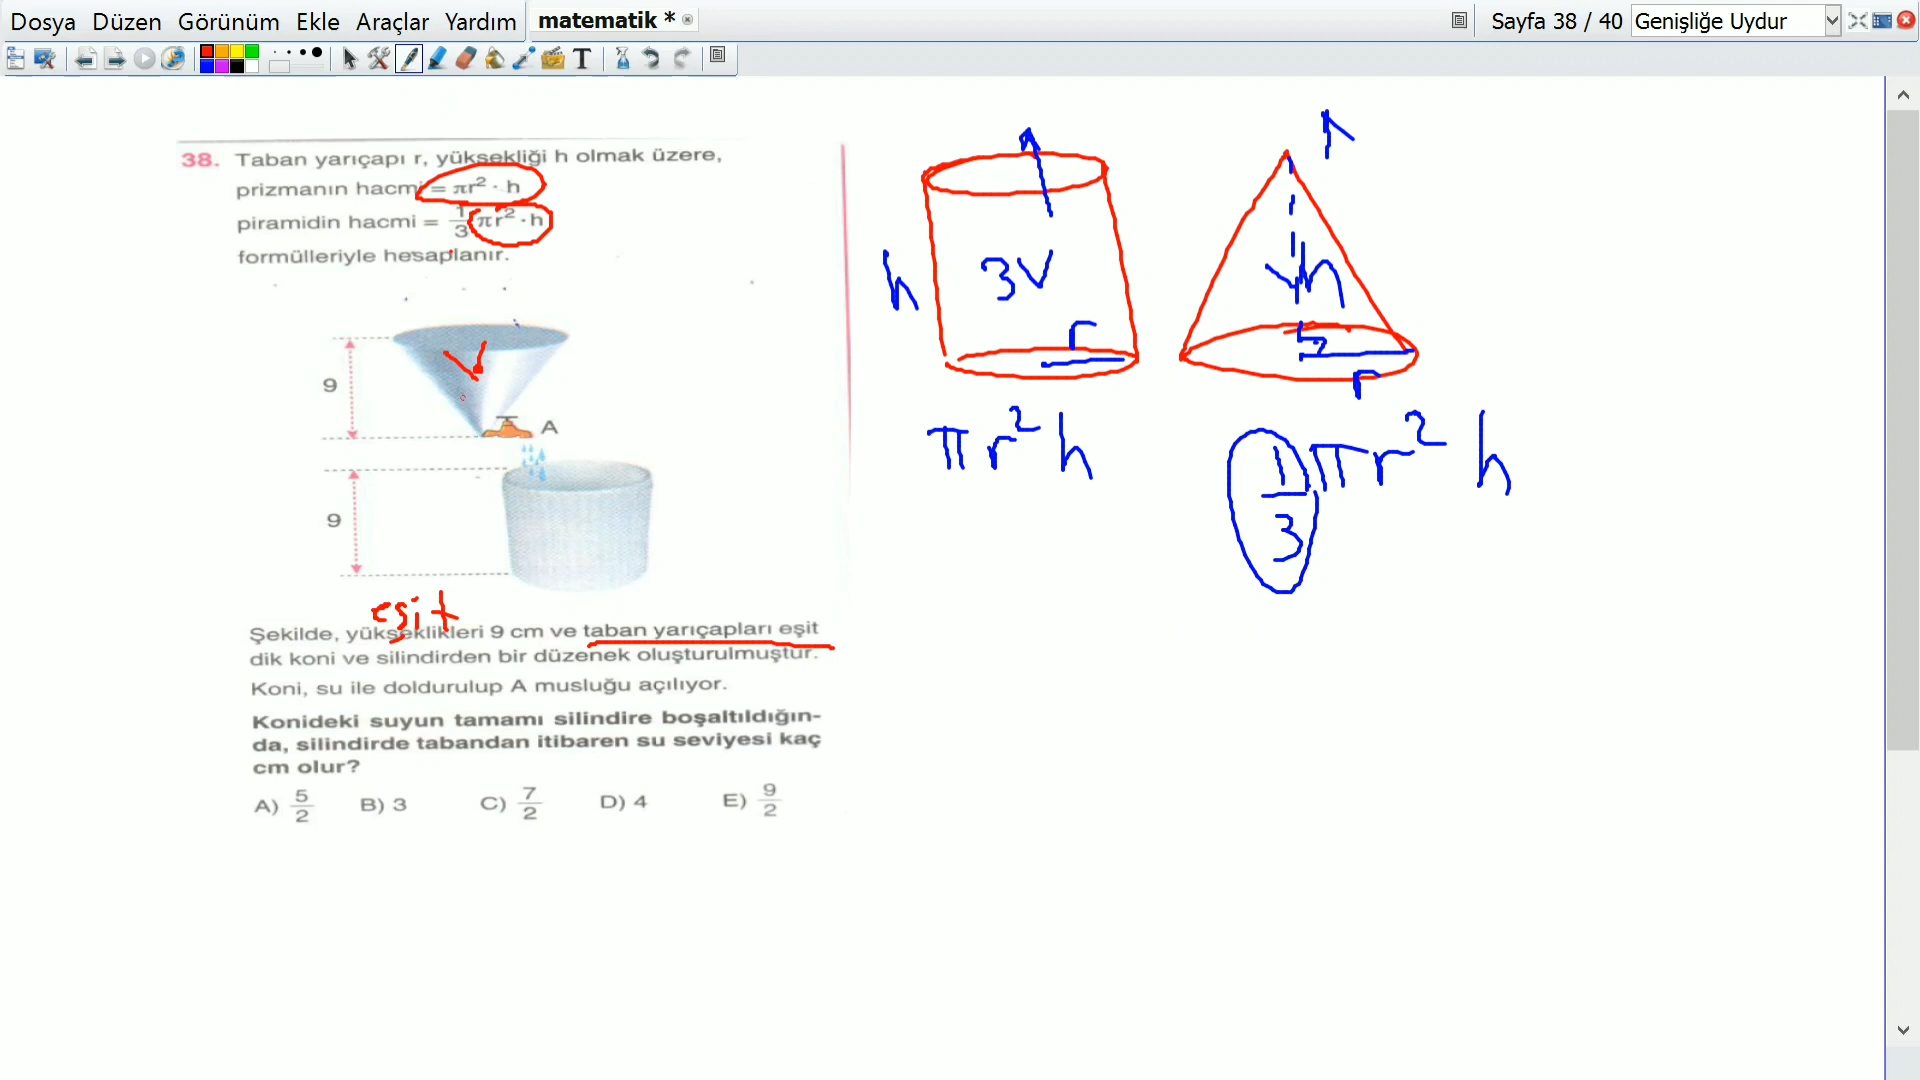 Dosya Düzen Görünüm Ekle Araçlar Yardım matematik * Sayfa 38 / 40 Genişliğe Uydur
38. Taban yarıçapı r, yüksekliği h olmak üzere,
prizmanın hacmi = πr² · h
piramidin hacmi = 1/3 πr² · h
formülleriyle hesaplanır.
9
V
A
9
eşit
Şekilde, yükseklikleri 9 cm ve taban yarıçapları eşit
dik koni ve silindirden bir düzenek oluşturulmuştur.
Koni, su ile doldurulup A musluğu açılıyor.
Konideki suyun tamamı silindire boşaltıldığın-
da, silindirde tabandan itibaren su seviyesi kaç
cm olur?
A) 5/2 B) 3 C) 7/2 D) 4 E) 9/2
h
3V
r
πr²h
h
r
1/3 πr²h